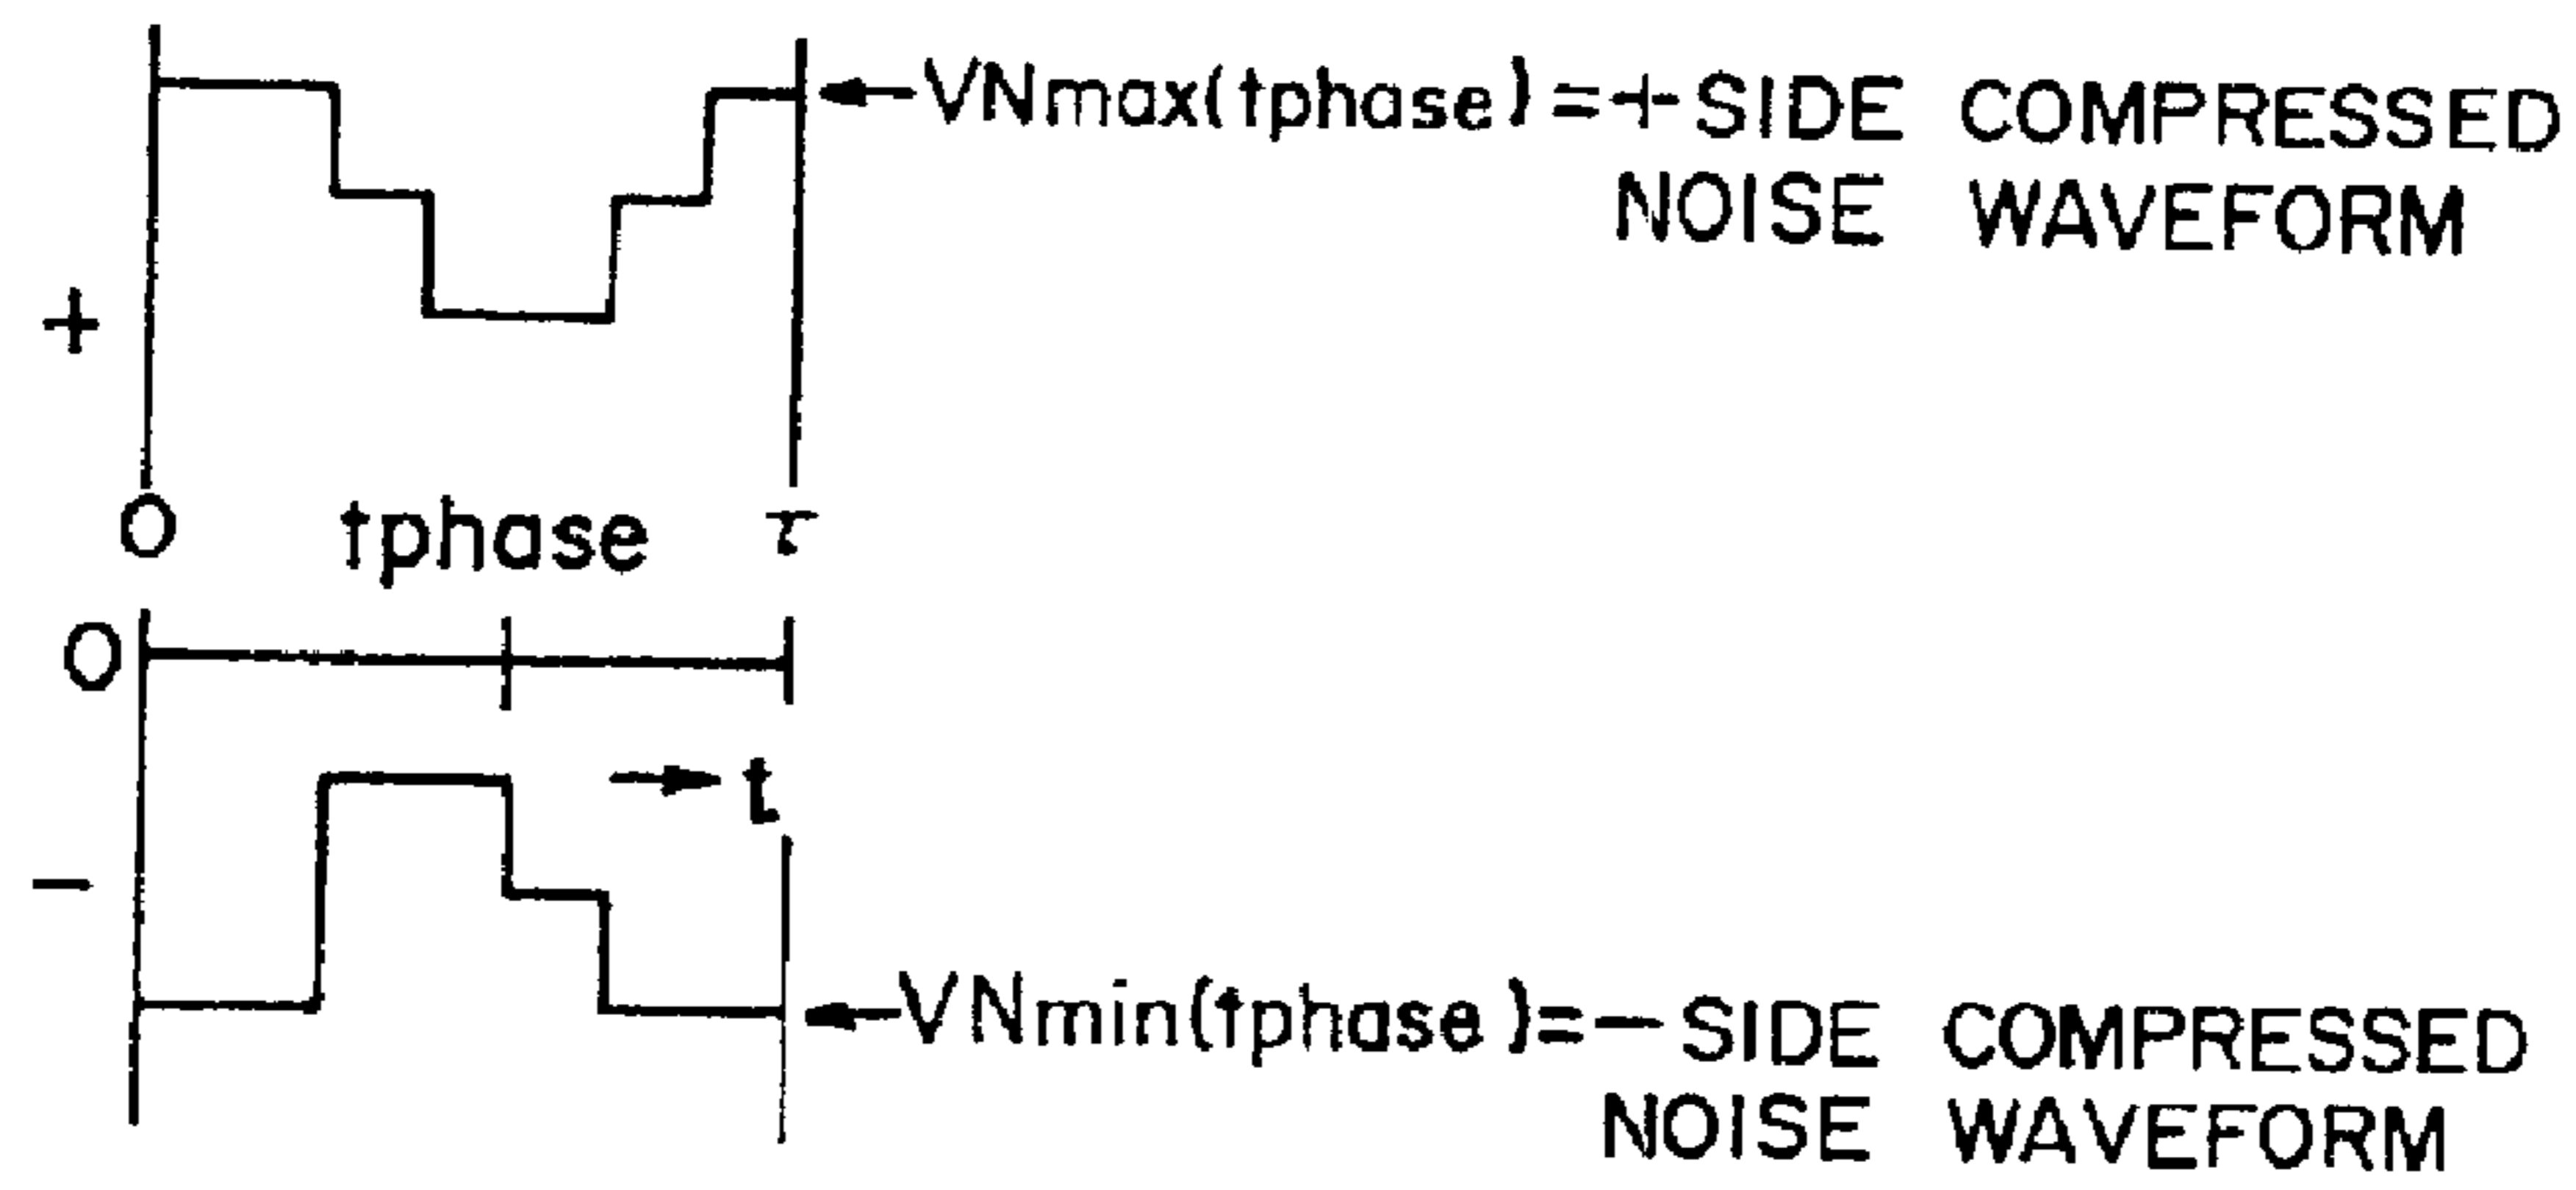 VNmax(tphase)=+SIDE COMPRESSED
NOISE WAVEFORM
+
0 tphase τ
0
→ t
−
VNmin(tphase)=−SIDE COMPRESSED
NOISE WAVEFORM